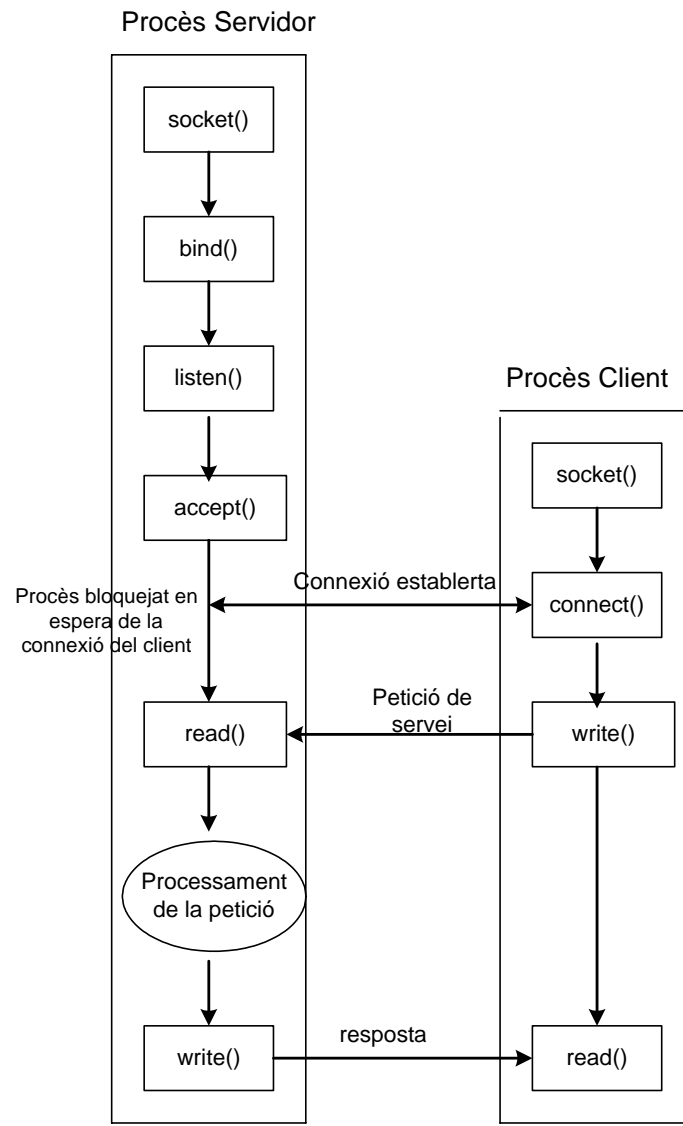 Procès Servidor
socket()
bind()
listen()
accept()
Procès bloquejat en
espera de la
connexió del client
read()
Processament
de la petició
write()
Procès Client
socket()
Connexió establerta
connect()
Petició de
servei
write()
resposta
read()